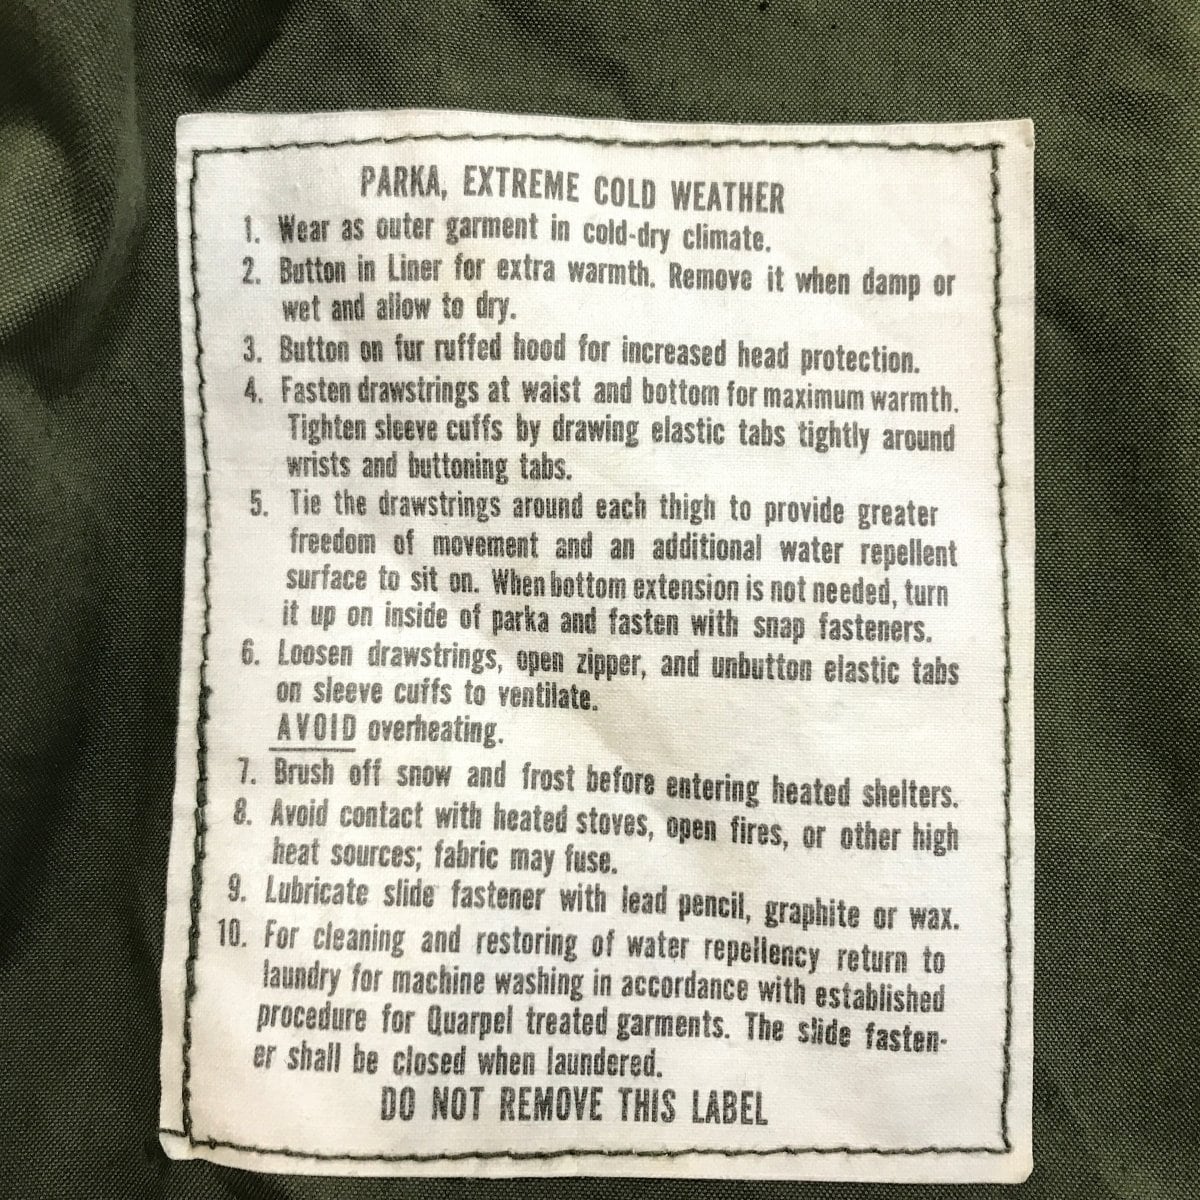 PARKA, EXTREME COLD WEATHER
1. Wear as outer garment in cold-dry climate.
2. Button in Liner for extra warmth. Remove it when damp or
wet and allow to dry.
3. Button on fur ruffed hood for increased head protection.
4. Fasten drawstrings at waist and bottom for maximum warmth.
Tighten sleeve cuffs by drawing elastic tabs tightly around
wrists and buttoning tabs.
5. Tie the drawstrings around each thigh to provide greater
freedom of movement and an additional water repellent
surface to sit on. When bottom extension is not needed, turn
it up on inside of parka and fasten with snap fasteners.
6. Loosen drawstrings, open zipper, and unbutton elastic tabs
on sleeve cuffs to ventilate.
AVOID overheating.
7. Brush off snow and frost before entering heated shelters.
8. Avoid contact with heated stoves, open fires, or other high
heat sources; fabric may fuse.
9. Lubricate slide fastener with lead pencil, graphite or wax.
10. For cleaning and restoring of water repellency return to
laundry for machine washing in accordance with established
procedure for Quarpel treated garments. The slide fasten-
er shall be closed when laundered.
DO NOT REMOVE THIS LABEL